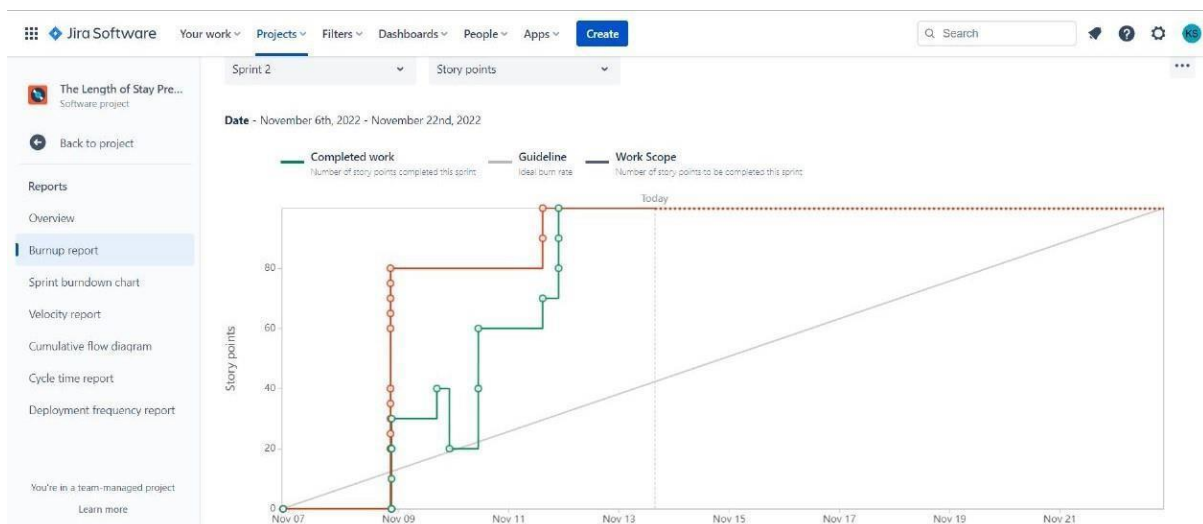 Jira Software Your work Projects Filters Dashboards People Apps Create Search KS
The Length of Stay Pre...
Software project
Back to project
Reports
Overview
Burnup report
Sprint burndown chart
Velocity report
Cumulative flow diagram
Cycle time report
Deployment frequency report
You're in a team-managed project
Learn more
Sprint 2 Story points
Date - November 6th, 2022 - November 22nd, 2022
Completed work Guideline Work Scope
Number of story points completed this sprint Ideal burn rate Number of story points to be completed this sprint
Today
Story points
80
60
40
20
0
Nov 07 Nov 09 Nov 11 Nov 13 Nov 15 Nov 17 Nov 19 Nov 21